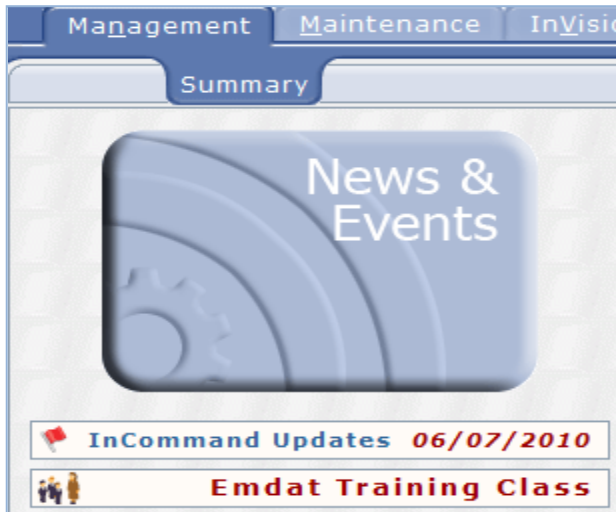 Management Maintenance InVisi
Summary
News &
Events
InCommand Updates 06/07/2010
Emdat Training Class